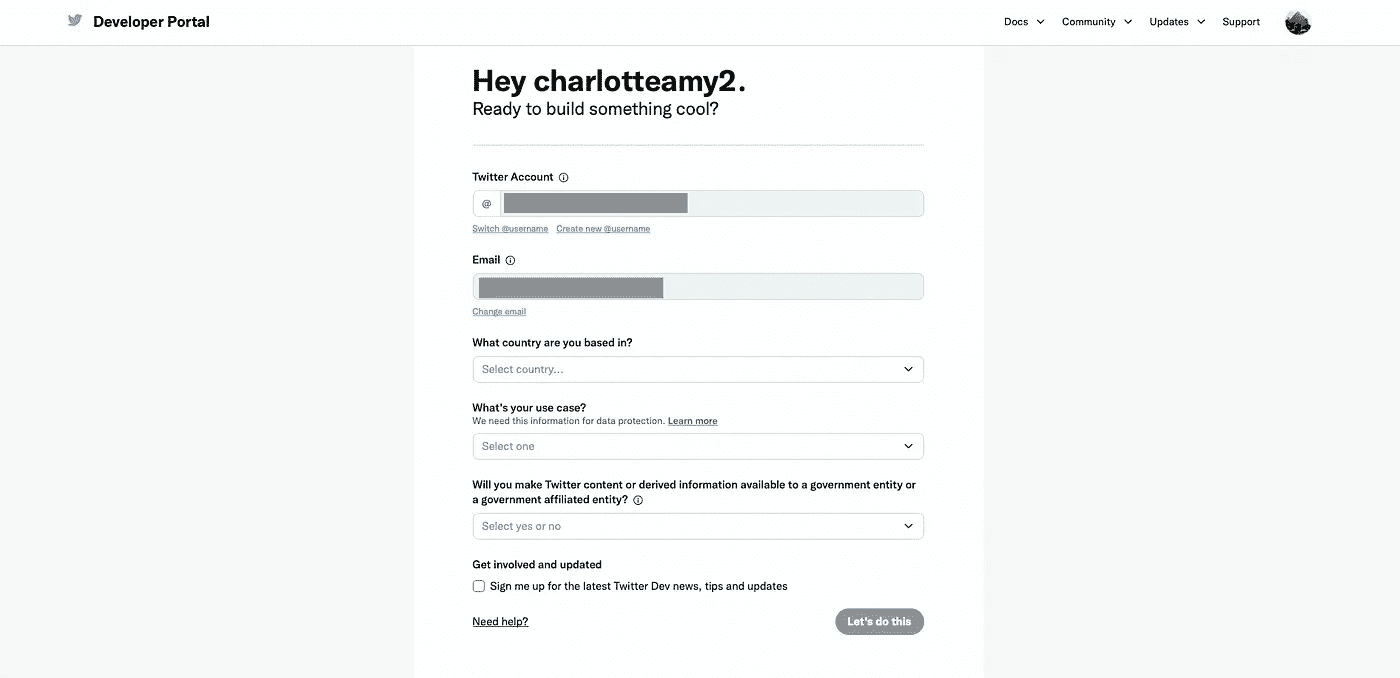 Developer Portal
Docs Community Updates Support
Hey charlotteamy2.
Ready to build something cool?
Twitter Account
@
Switch @username Create new @username
Email
Change email
What country are you based in?
Select country...
What's your use case?
We need this information for data protection. Learn more
Select one
Will you make Twitter content or derived information available to a government entity or
a government affiliated entity?
Select yes or no
Get involved and updated
Sign me up for the latest Twitter Dev news, tips and updates
Need help? Let's do this